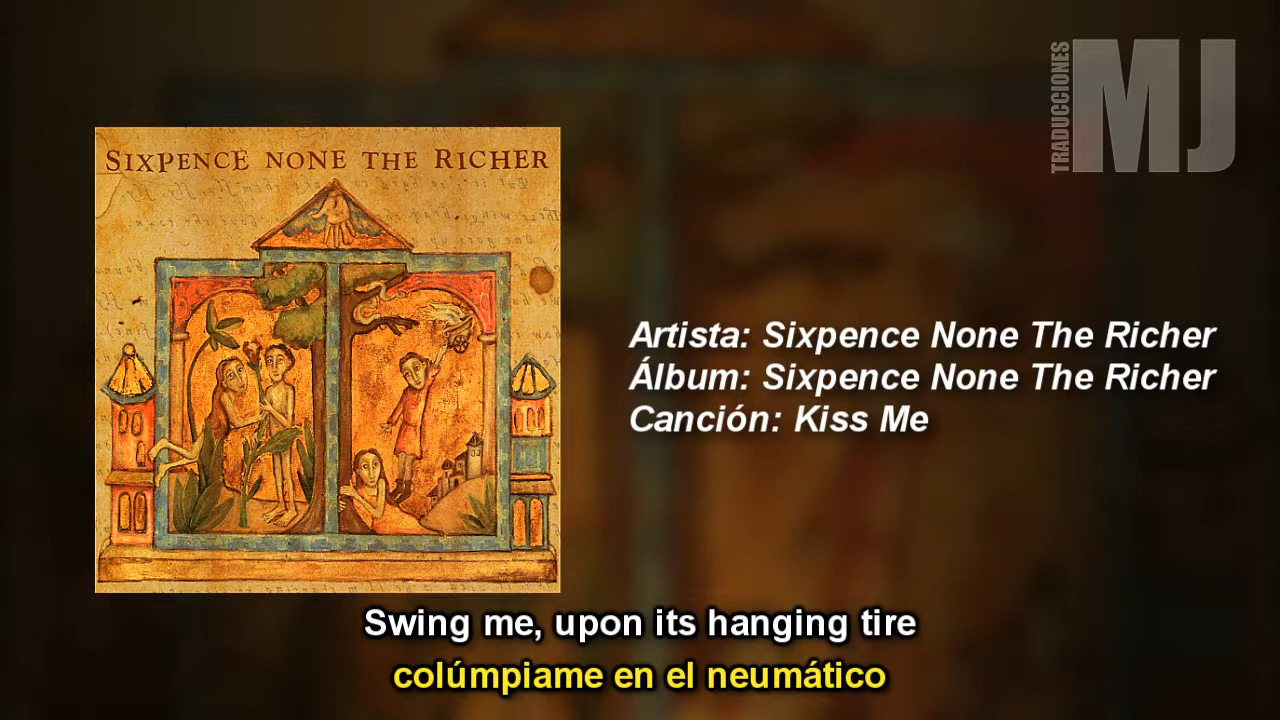 TRADUCCIONES
MJ
SIXPENCE NONE THE RICHER
Artista: Sixpence None The Richer
Álbum: Sixpence None The Richer
Canción: Kiss Me
Swing me, upon its hanging tire
colúmpiame en el neumático